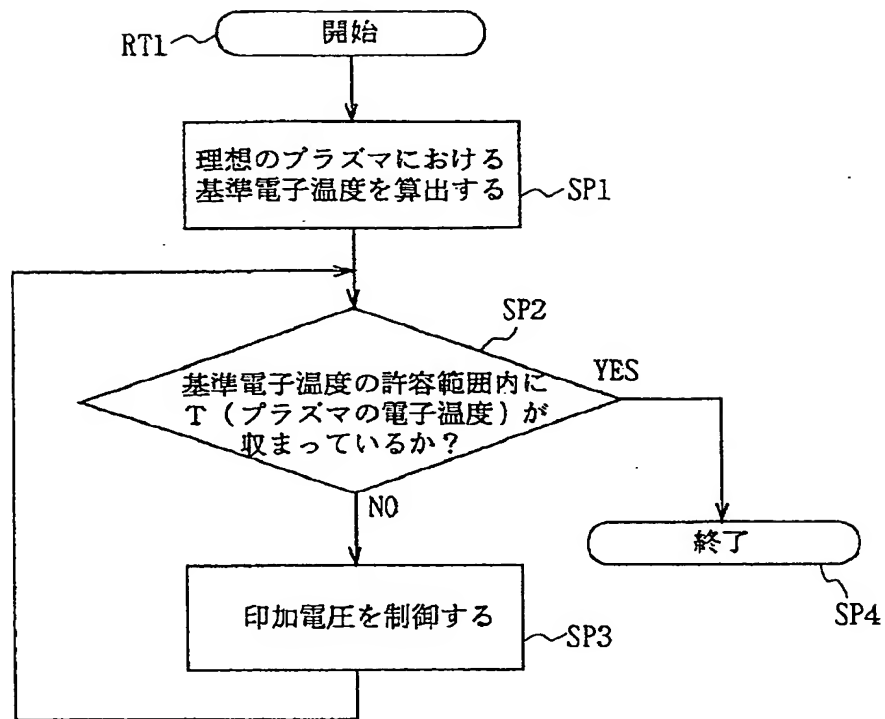 RT1
開始
理想のプラズマにおける
基準電子温度を算出する
SP1
SP2
基準電子温度の許容範囲内に
T（プラズマの電子温度）が
収まっているか？
YES
NO
終了
SP4
印加電圧を制御する
SP3